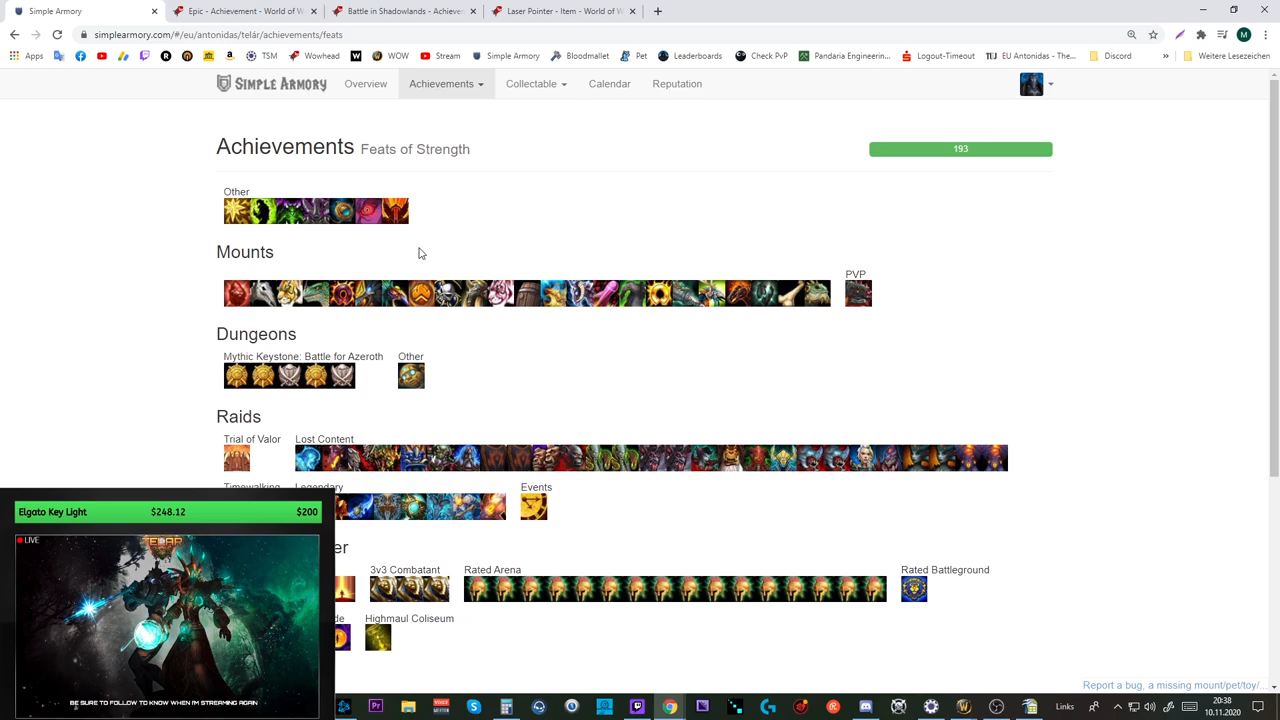 Simple Armory
Epic - Achievement - World of W
Battle in Shadowlands - Achieve
Laser Pointer - Item - World of W
simplearmory.com/#/eu/antonidas/telár/achievements/feats
Apps
TSM
Wowhead
WOW
Stream
Simple Armory
Bloodmallet
Pet
Leaderboards
Check PvP
Pandaria Engineerin...
Logout-Timeout
EU Antonidas - The...
Discord
Weitere Lesezeichen
SIMPLE ARMORY
Overview
Achievements
Collectable
Calendar
Reputation
Achievements Feats of Strength
193
Other
Mounts
PVP
Dungeons
Mythic Keystone: Battle for Azeroth
Other
Raids
Trial of Valor
Lost Content
Timewalking
Legendary
Events
er
3v3 Combatant
Rated Arena
Rated Battleground
de
Highmaul Coliseum
Elgato Key Light
$248.12
$200
LIVE
TELAR
BE SURE TO FOLLOW TO KNOW WHEN I'M STREAMING AGAIN
Report a bug, a missing mount/pet/toy/...
Links
20:38
10.11.2020